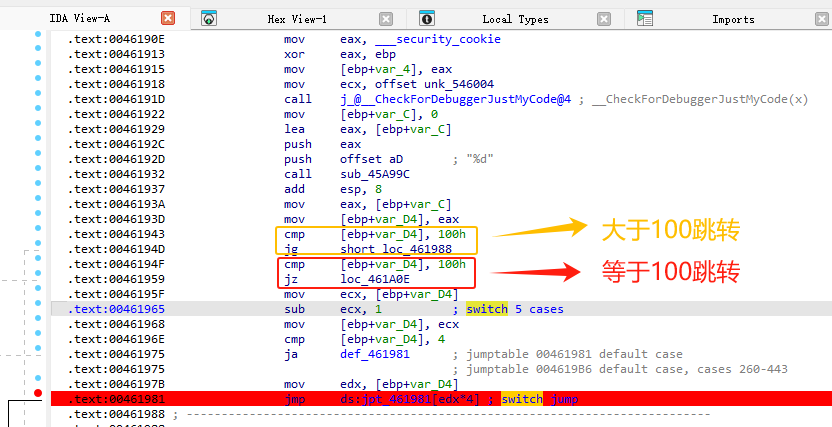 IDA View-A Hex View-1 Local Types Imports
.text:0046190E mov eax, ___security_cookie
.text:00461913 xor eax, ebp
.text:00461915 mov [ebp+var_4], eax
.text:00461918 mov ecx, offset unk_546004
.text:0046191D call j_@__CheckForDebuggerJustMyCode@4 ; __CheckForDebuggerJustMyCode(x)
.text:00461922 mov [ebp+var_C], 0
.text:00461929 lea eax, [ebp+var_C]
.text:0046192C push eax
.text:0046192D push offset aD ; "%d"
.text:00461932 call sub_45A99C
.text:00461937 add esp, 8
.text:0046193A mov eax, [ebp+var_C]
.text:0046193D mov [ebp+var_D4], eax
.text:00461943 cmp [ebp+var_D4], 100h
大于100跳转
.text:0046194D jg short loc_461988
.text:0046194F cmp [ebp+var_D4], 100h
等于100跳转
.text:00461959 jz loc_461A0E
.text:0046195F mov ecx, [ebp+var_D4]
.text:00461965 sub ecx, 1 ; switch 5 cases
.text:00461968 mov [ebp+var_D4], ecx
.text:0046196E cmp [ebp+var_D4], 4
.text:00461975 ja def_461981 ; jumptable 00461981 default case
.text:00461975 ; jumptable 004619B6 default case, cases 260-443
.text:0046197B mov edx, [ebp+var_D4]
.text:00461981 jmp ds:jpt_461981[edx*4] ; switch jump
.text:00461988 ; ---------------------------------------------------------------------------